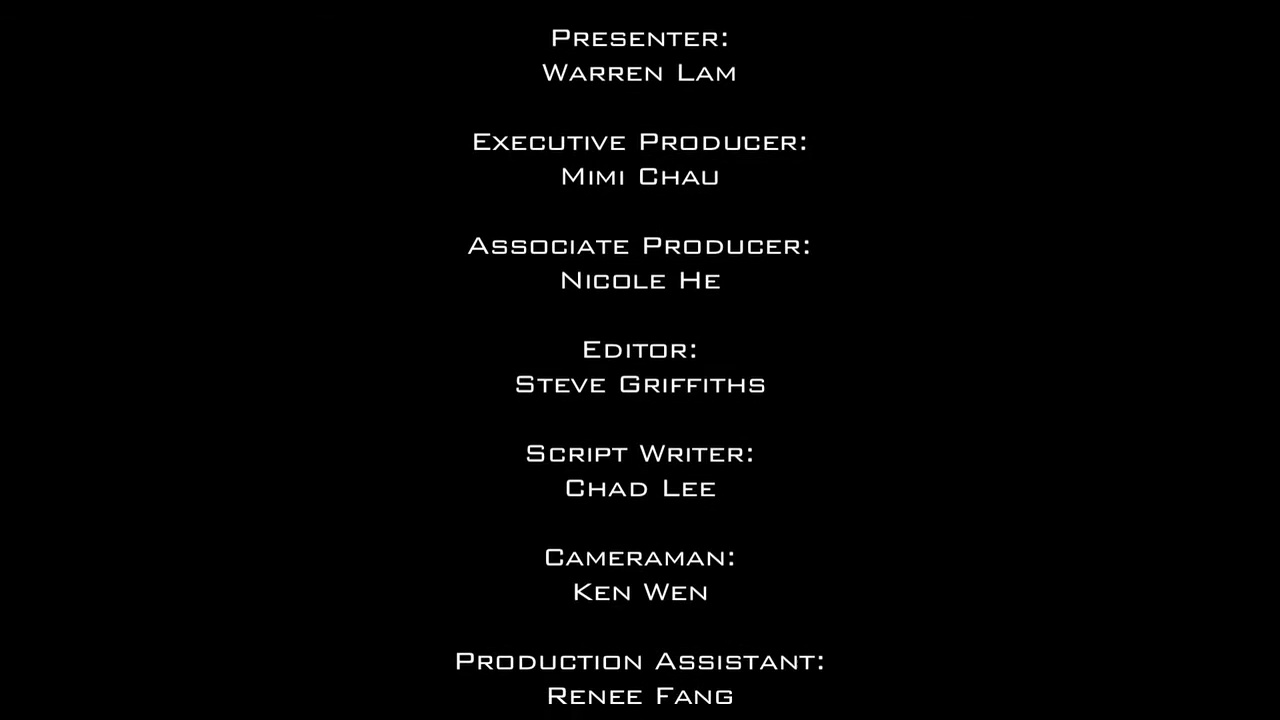 Presenter:
Warren Lam
Executive Producer:
Mimi Chau
Associate Producer:
Nicole He
Editor:
Steve Griffiths
Script Writer:
Chad Lee
Cameraman:
Ken Wen
Production Assistant:
Renee Fang